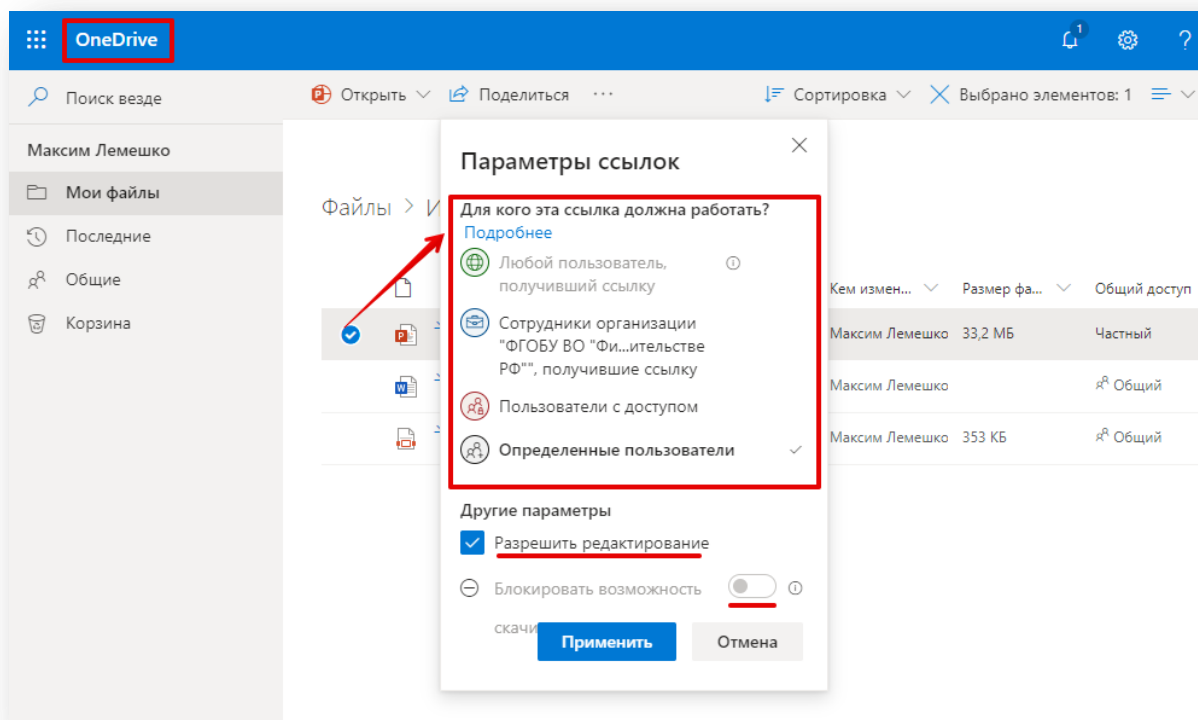 OneDrive
1
?
Поиск везде
Открыть
Поделиться
···
Сортировка
Выбрано элементов: 1
Максим Лемешко
Мои файлы
Последние
Общие
Корзина
Файлы > И
Параметры ссылок
Для кого эта ссылка должна работать?
Подробнее
Любой пользователь,
получивший ссылку
Сотрудники организации
"ФГОБУ ВО "Фи...ительстве
РФ"", получившие ссылку
Пользователи с доступом
Определенные пользователи
Другие параметры
Разрешить редактирование
Блокировать возможность
скачи
Применить
Отмена
Кем измен...
Размер фа...
Общий доступ
Максим Лемешко 33,2 МБ Частный
Максим Лемешко Общий
Максим Лемешко 353 КБ Общий